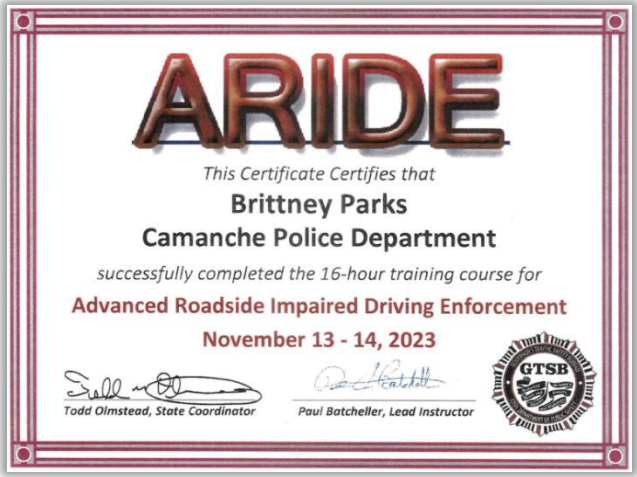 ARIDE
This Certificate Certifies that
Brittney Parks
Camanche Police Department
successfully completed the 16-hour training course for
Advanced Roadside Impaired Driving Enforcement
November 13 - 14, 2023
Todd Olmstead, State Coordinator
Paul Batcheller, Lead Instructor
GTSB